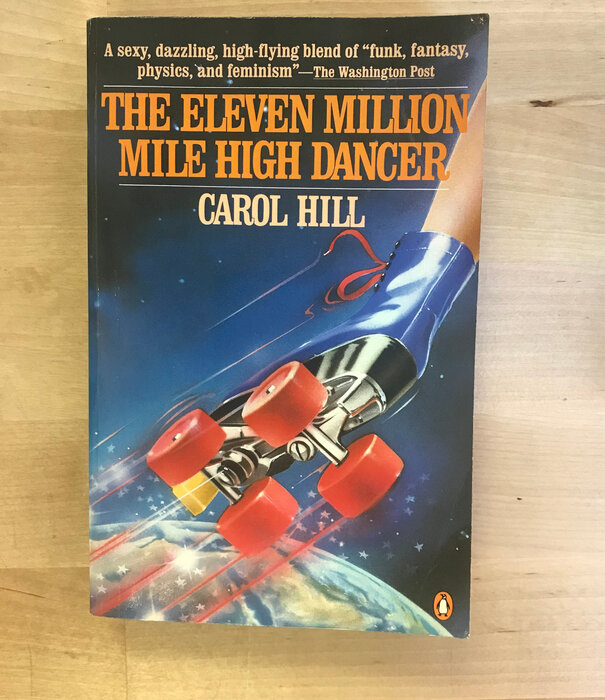 A sexy, dazzling, high-flying blend of “funk, fantasy,
physics, and feminism”—The Washington Post
THE ELEVEN MILLION
MILE HIGH DANCER
CAROL HILL